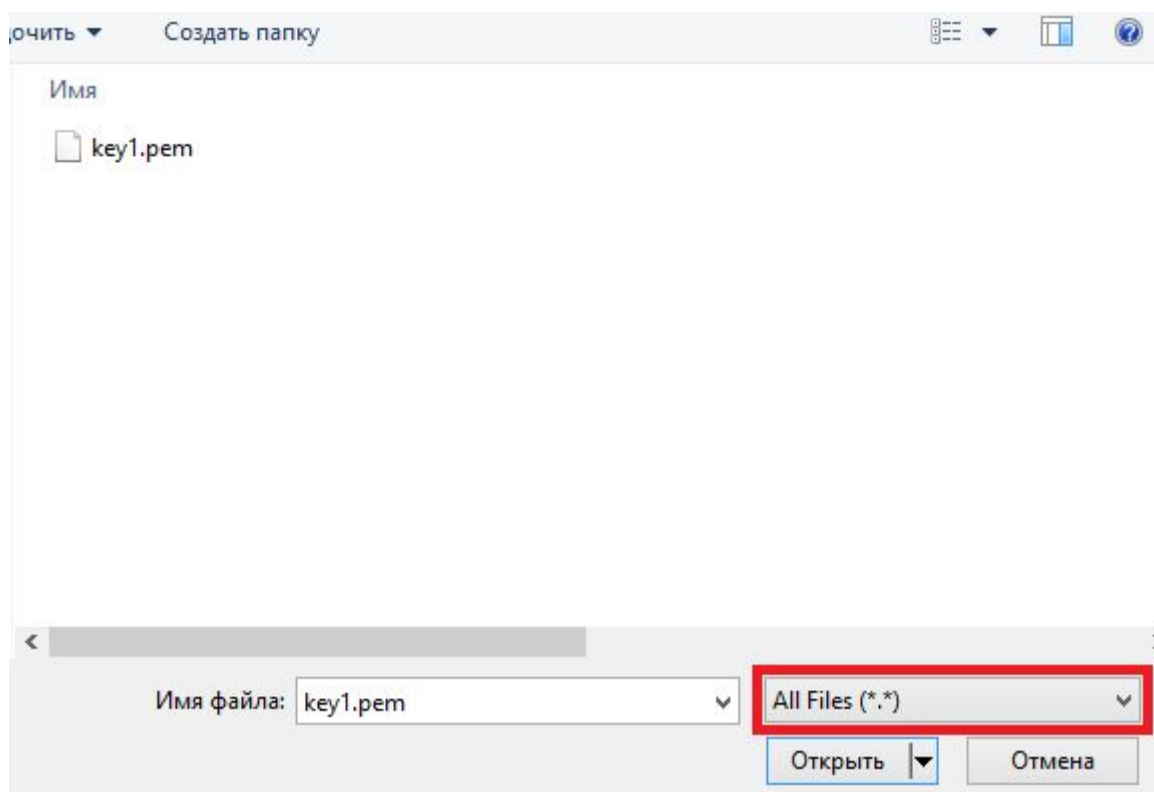 очить Создать папку
Имя
key1.pem
Имя файла: key1.pem All Files (*.*)
Открыть Отмена